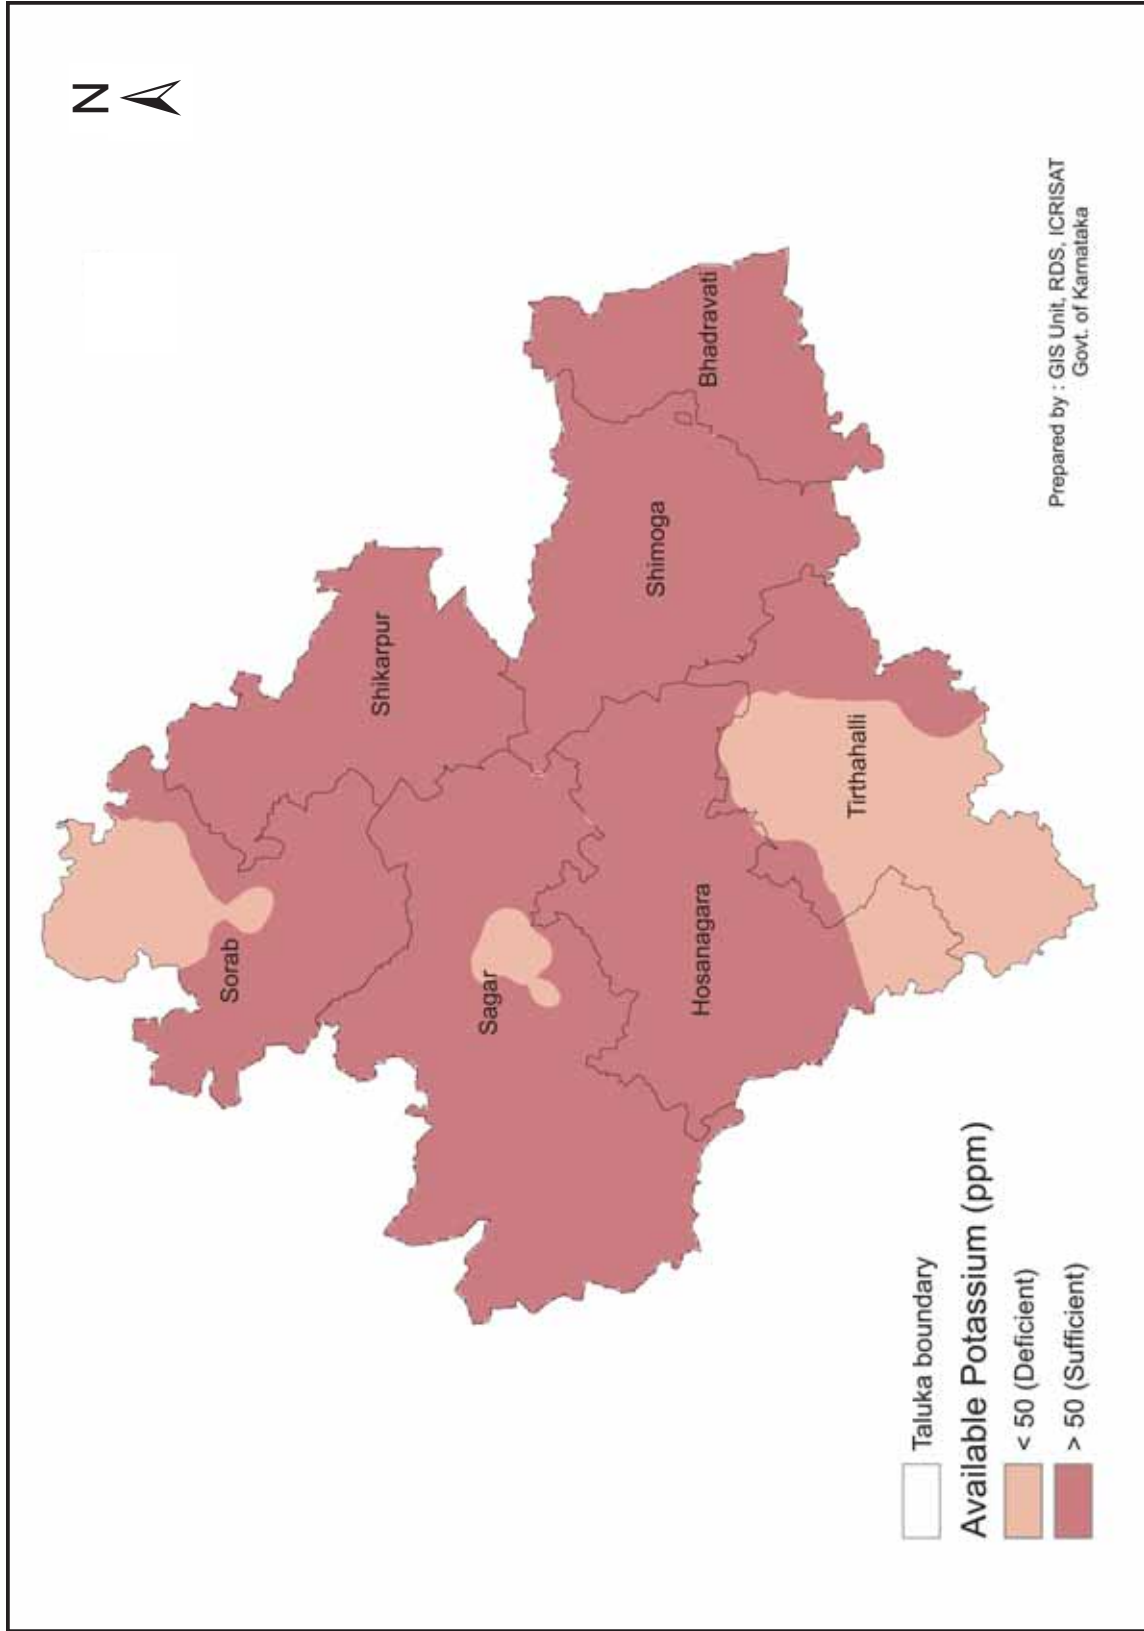 N
Shikarpur
Sorab
Sagar
Shimoga
Bhadravati
Hosanagara
Tirthahalli
Taluka boundary
Available Potassium (ppm)
< 50 (Deficient)
> 50 (Sufficient)
Prepared by : GIS Unit, RDS, ICRISAT
Govt. of Karnataka